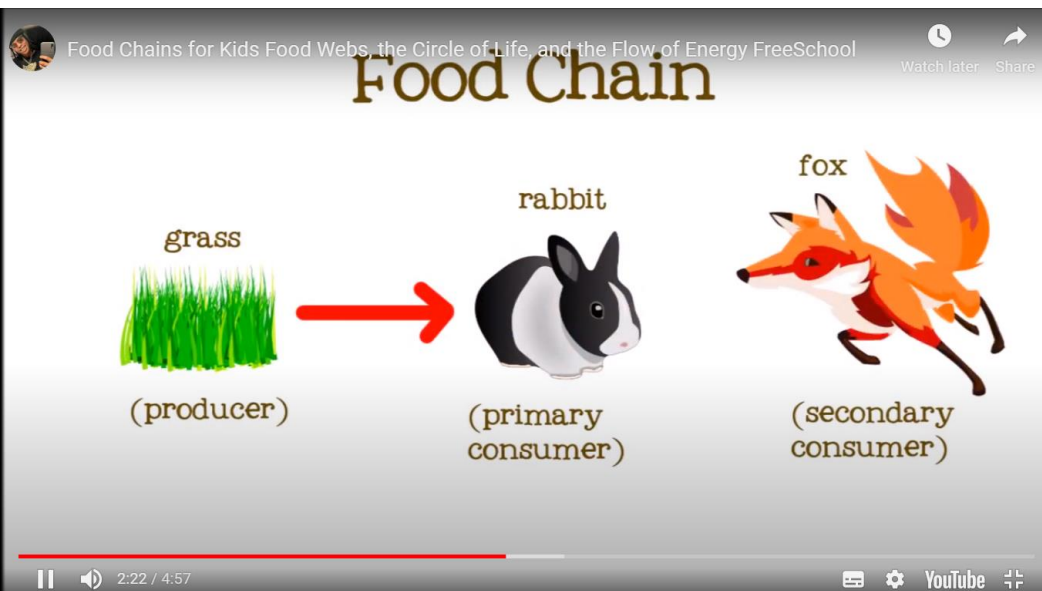 Food Chains for Kids Food Webs, the Circle of Life, and the Flow of Energy FreeSchool
Watch later
Share
Food Chain
grass
rabbit
fox
(producer)
(primary
consumer)
(secondary
consumer)
2:22 / 4:57
YouTube